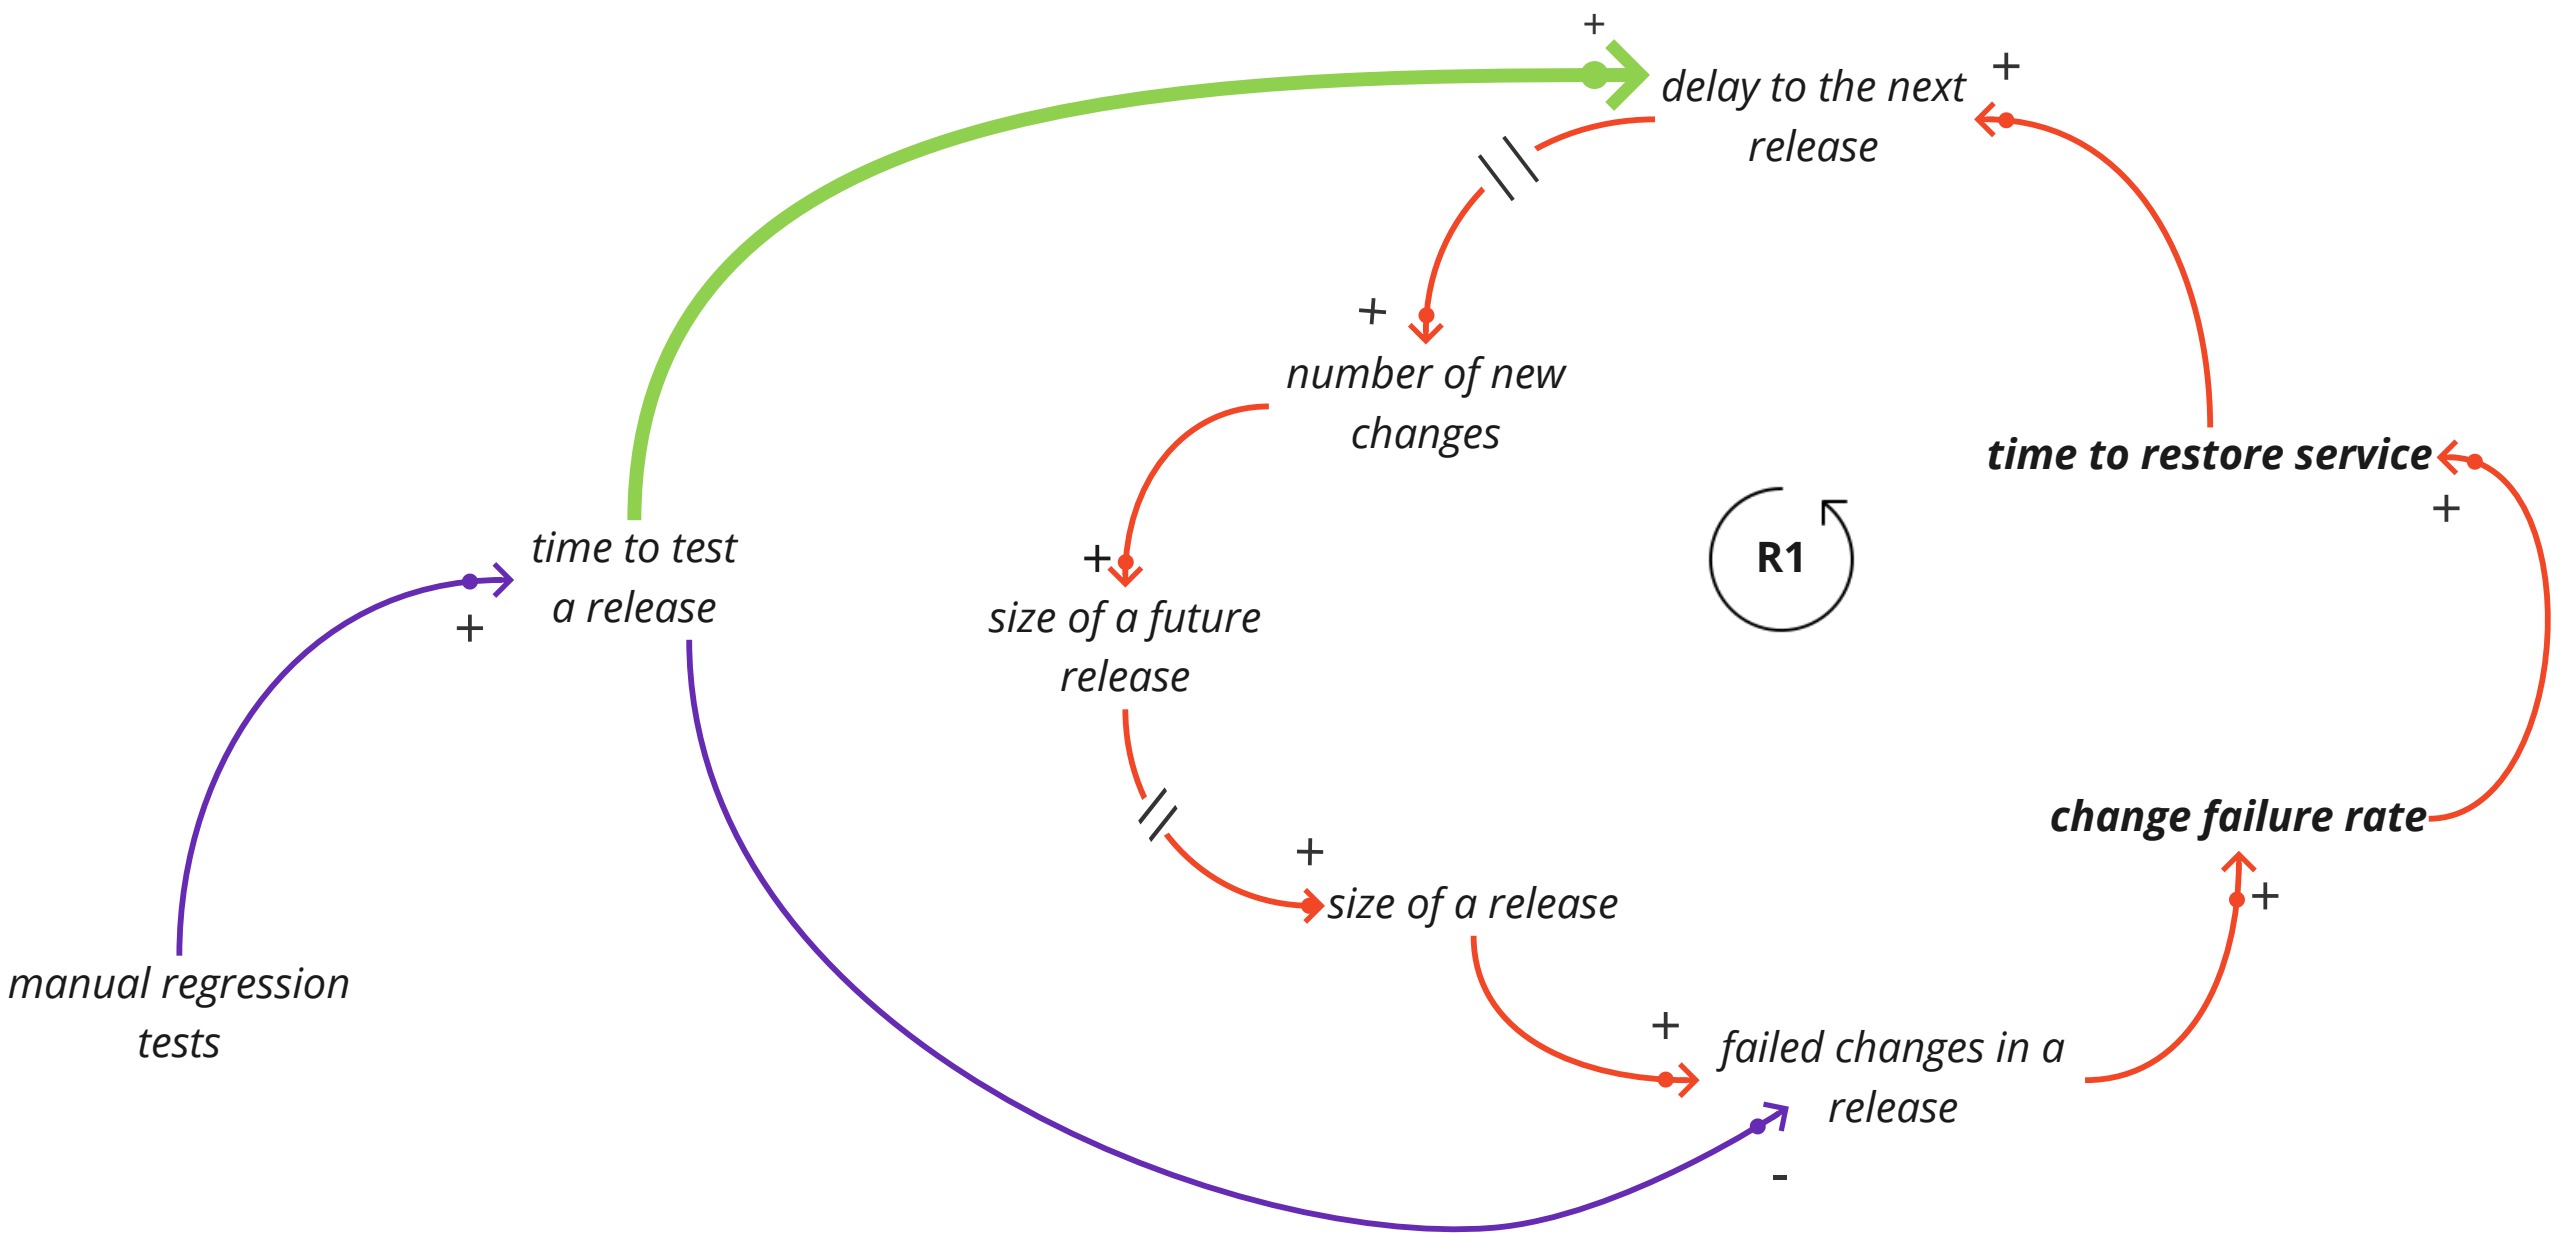 +
delay to the next
release
+
+
number of new
changes
time to restore service
+
R1
time to test
a release
+
+
size of a future
release
change failure rate
+
+
size of a release
manual regression
tests
+
failed changes in a
release
-